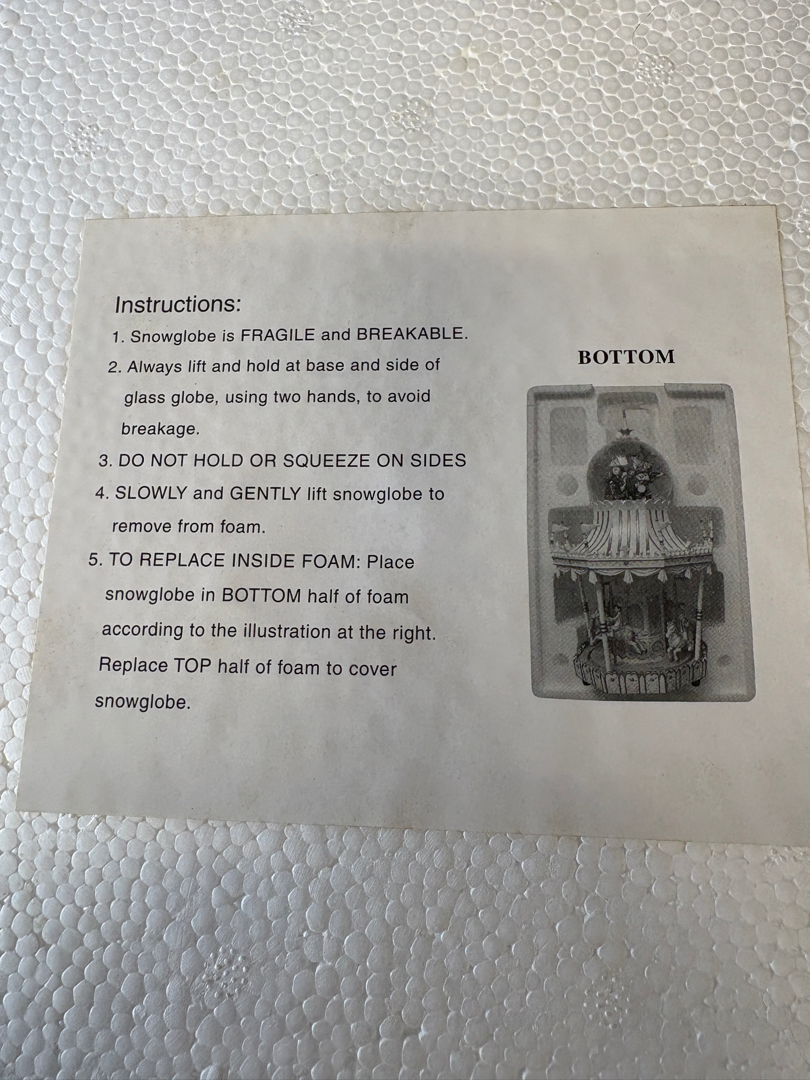 Instructions:
1. Snowglobe is FRAGILE and BREAKABLE.
2. Always lift and hold at base and side of
glass globe, using two hands, to avoid
breakage.
3. DO NOT HOLD OR SQUEEZE ON SIDES
4. SLOWLY and GENTLY lift snowglobe to
remove from foam.
5. TO REPLACE INSIDE FOAM: Place
snowglobe in BOTTOM half of foam
according to the illustration at the right.
Replace TOP half of foam to cover
snowglobe.
BOTTOM